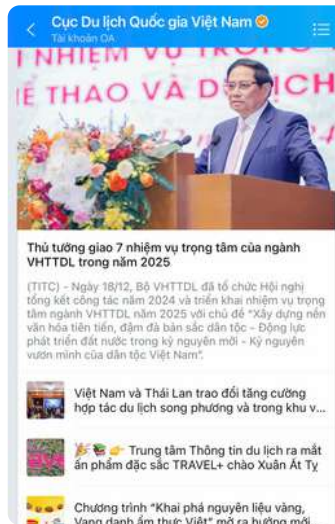 Cục Du lịch Quốc gia Việt Nam
Tài khoản OA
NHIỆM VỤ TRỌNG
THỂ THAO VÀ DU LỊCH
Thủ tướng giao 7 nhiệm vụ trọng tâm của ngành
VHTTDL trong năm 2025
(TITC) - Ngày 18/12, Bộ VHTTDL đã tổ chức Hội nghị
tổng kết công tác năm 2024 và triển khai nhiệm vụ trọng
tâm ngành VHTTDL năm 2025 với chủ đề "Xây dựng nền
văn hóa tiên tiến, đậm đà bản sắc dân tộc - Động lực
phát triển đất nước trong kỷ nguyên mới - Kỷ nguyên
vươn mình của dân tộc Việt Nam".
Việt Nam và Thái Lan trao đổi tăng cường
hợp tác du lịch song phương và trong khu v...
🎉 📚 👉 Trung tâm Thông tin du lịch ra mắt
ấn phẩm đặc sắc TRAVEL+ chào Xuân Ất Tỵ
Chương trình "Khai phá nguyên liệu vàng,
Vang danh ẩm thực Việt" mở ra hướng mới